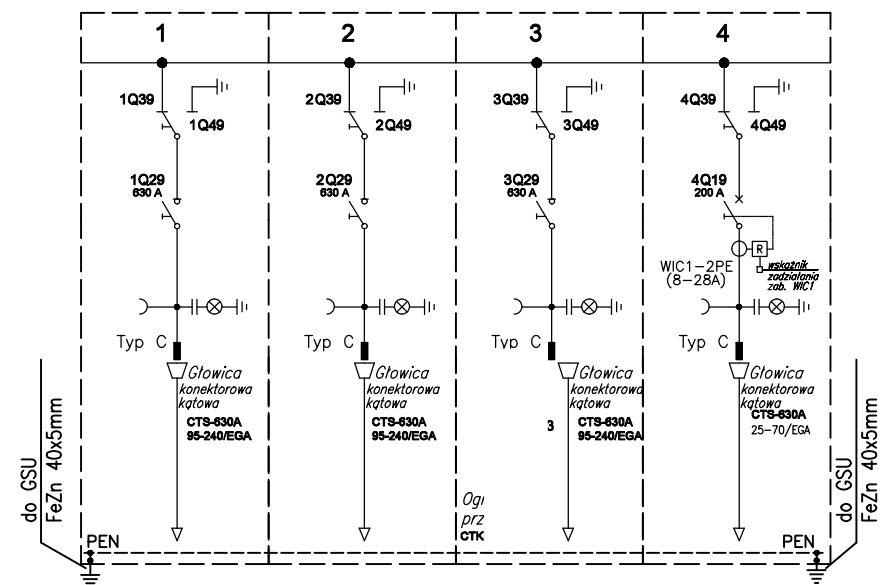 1
2
3
4
1Q39
1Q49
2Q39
2Q49
3Q39
3Q49
4Q39
4Q49
1Q29
630 A
2Q29
630 A
3Q29
630 A
4Q19
200 A
R
WIC1-2PE
(8-28A)
wskaźnik
zadziałania
zab. WIC1
Typ C
Typ C
Typ C
Typ C
Głowica
konektorowa
kątowa
CTS-630A
95-240/EGA
Głowica
konektorowa
kątowa
CTS-630A
95-240/EGA
3
Głowica
konektorowa
kątowa
CTS-630A
95-240/EGA
Głowica
konektorowa
kątowa
CTS-630A
25-70/EGA
Ogr
prz
CTK
do GSU
FeZn 40x5mm
PEN
PEN
do GSU
FeZn 40x5mm